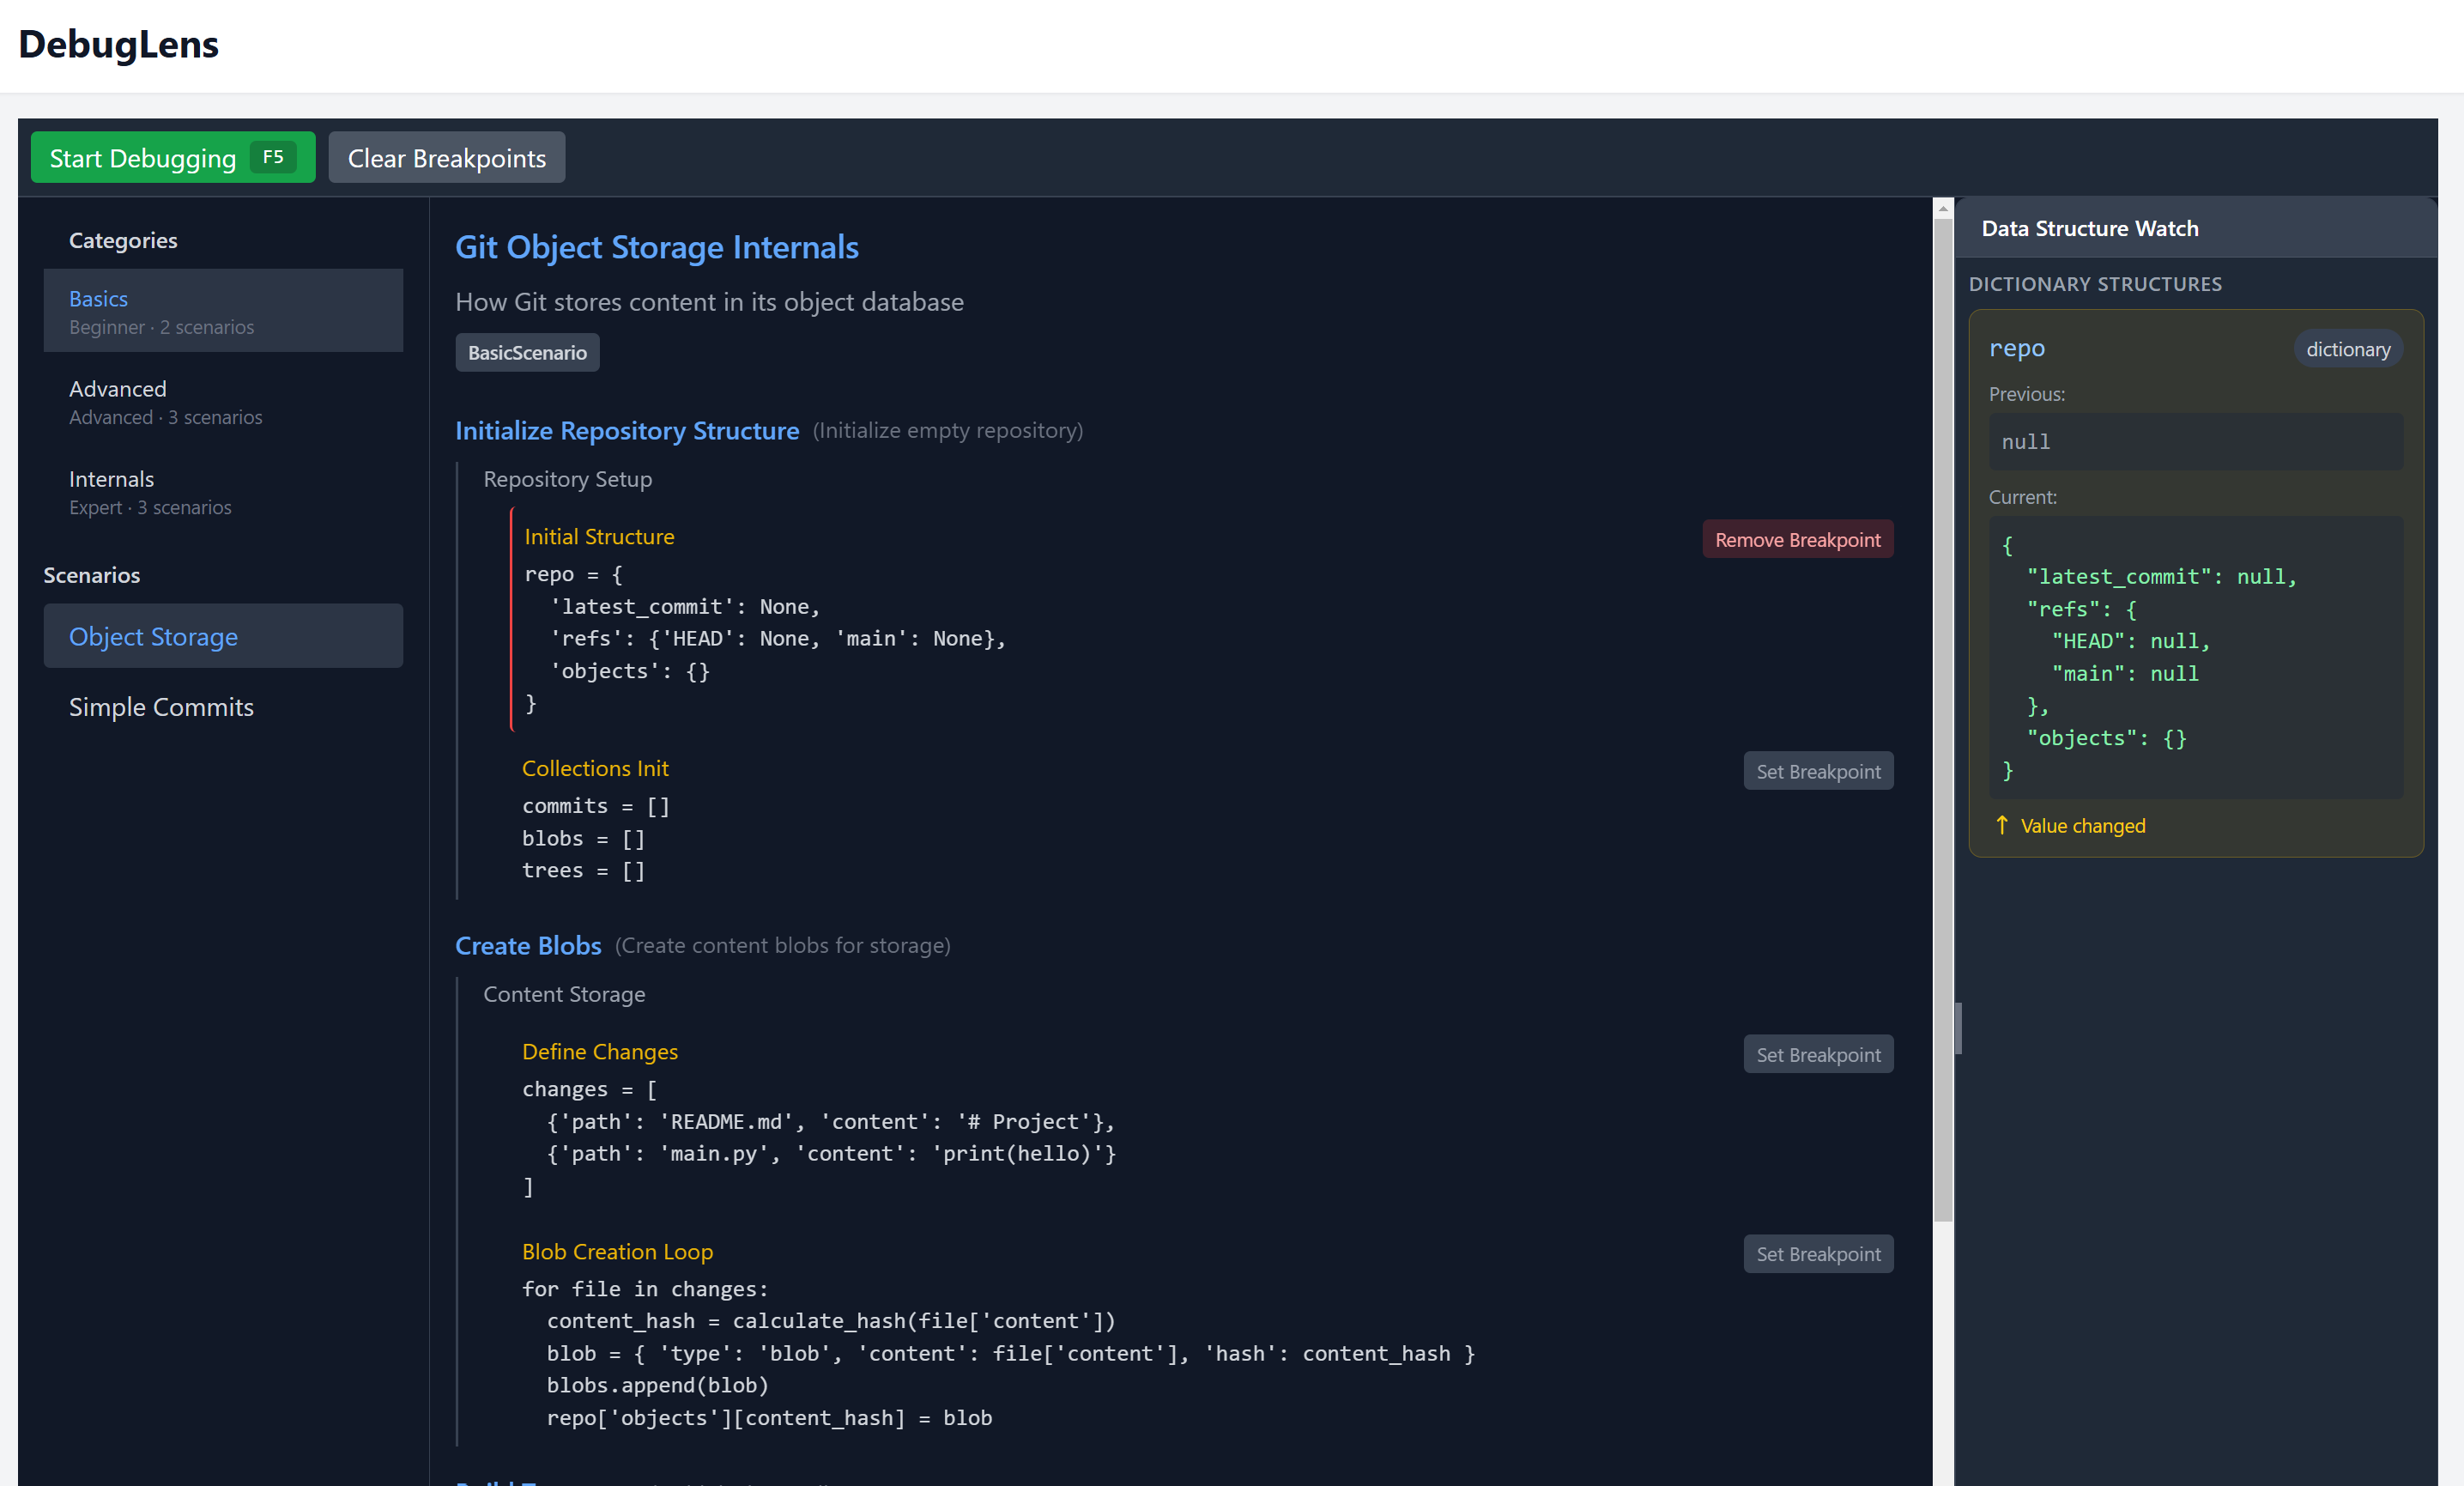 DebugLens
Start Debugging F5
Clear Breakpoints
Categories
Basics
Beginner · 2 scenarios
Advanced
Advanced · 3 scenarios
Internals
Expert · 3 scenarios
Scenarios
Object Storage
Simple Commits
Git Object Storage Internals
How Git stores content in its object database
BasicScenario
Initialize Repository Structure (Initialize empty repository)
Repository Setup
Initial Structure
Remove Breakpoint
repo = {
  'latest_commit': None,
  'refs': {'HEAD': None, 'main': None},
  'objects': {}
}
Collections Init
Set Breakpoint
commits = []
blobs = []
trees = []
Create Blobs (Create content blobs for storage)
Content Storage
Define Changes
Set Breakpoint
changes = [
  {'path': 'README.md', 'content': '# Project'},
  {'path': 'main.py', 'content': 'print(hello)'}
]
Blob Creation Loop
Set Breakpoint
for file in changes:
  content_hash = calculate_hash(file['content'])
  blob = { 'type': 'blob', 'content': file['content'], 'hash': content_hash }
  blobs.append(blob)
  repo['objects'][content_hash] = blob
Data Structure Watch
DICTIONARY STRUCTURES
repo
dictionary
Previous:
null
Current:
{
  "latest_commit": null,
  "refs": {
    "HEAD": null,
    "main": null
  },
  "objects": {}
}
↑ Value changed